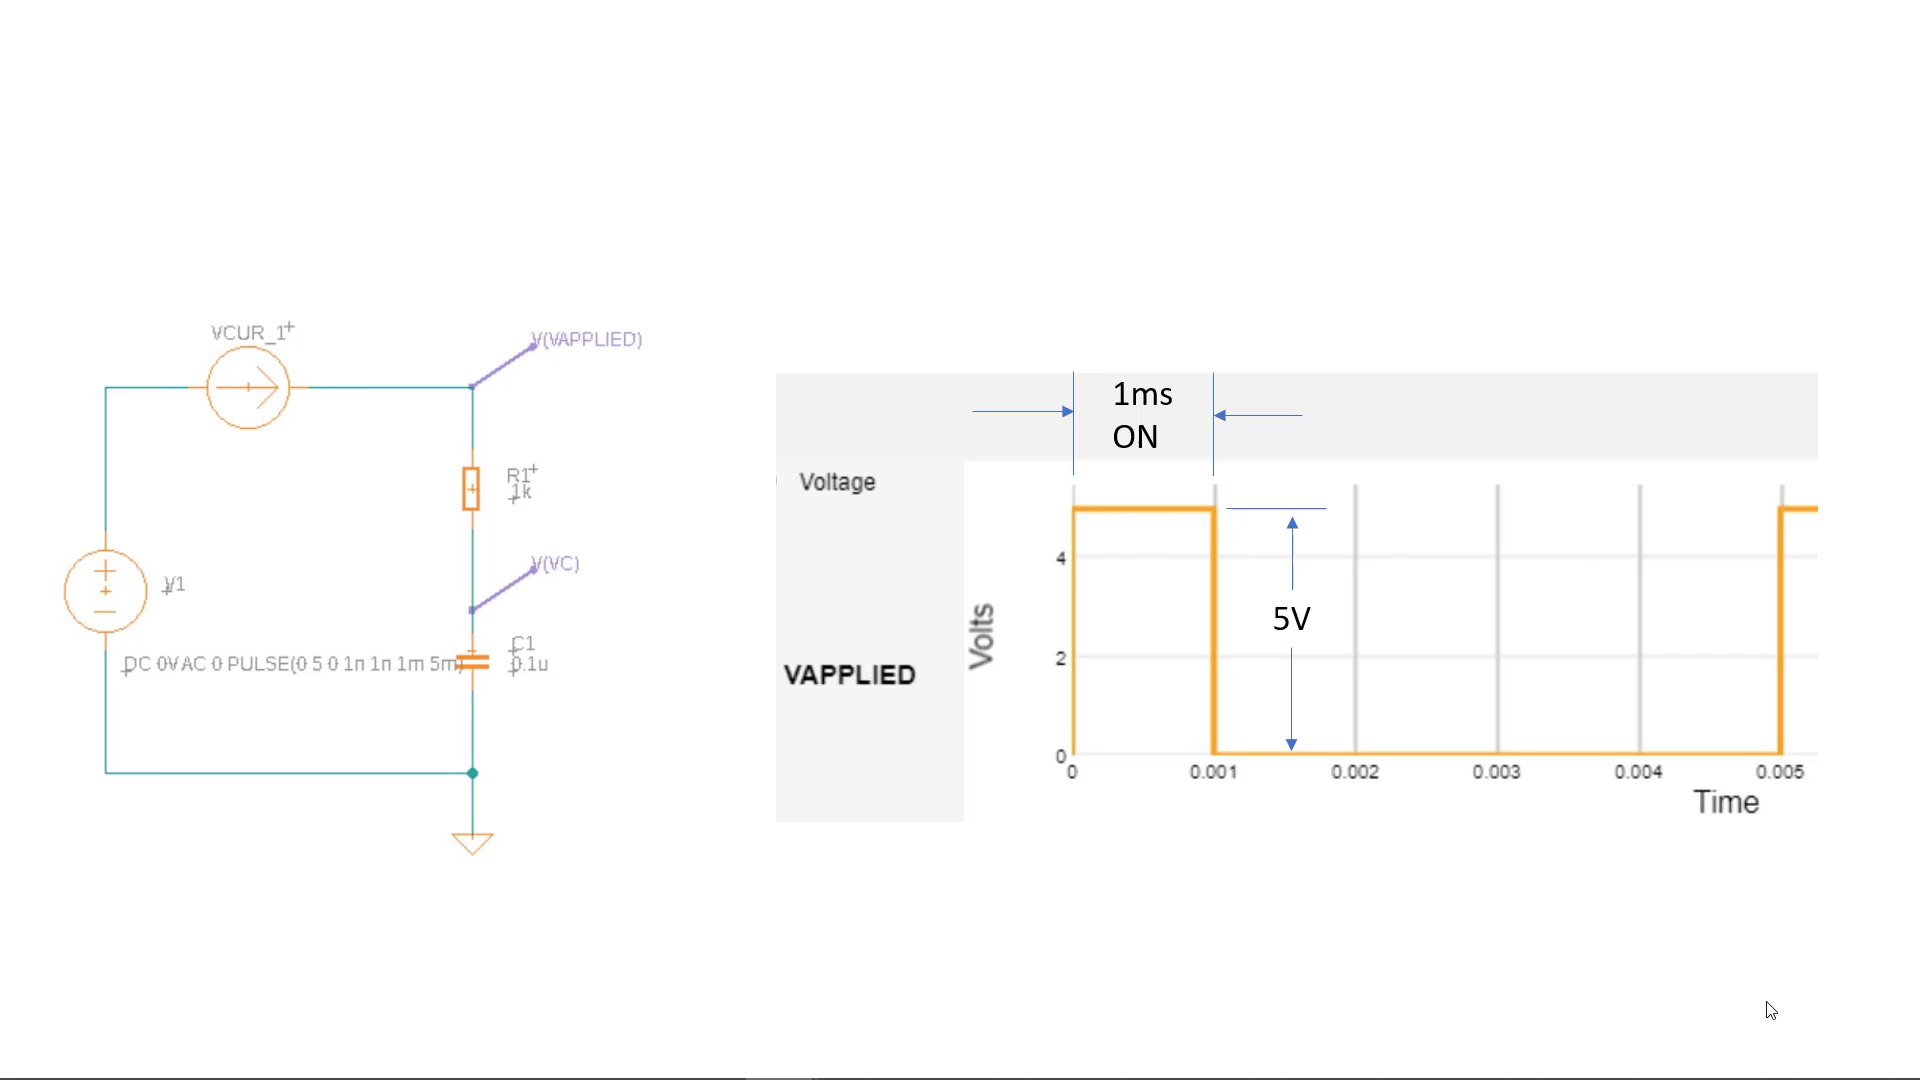 VCUR_1
V(VAPPLIED)
R1
1k
V(VC)
V1
C1
DC 0V AC 0 PULSE(0 5 0 1n 1n 1m 5m)
0.1u
1ms
ON
Voltage
4
Volts
5V
2
VAPPLIED
0
0 0.001 0.002 0.003 0.004 0.005
Time